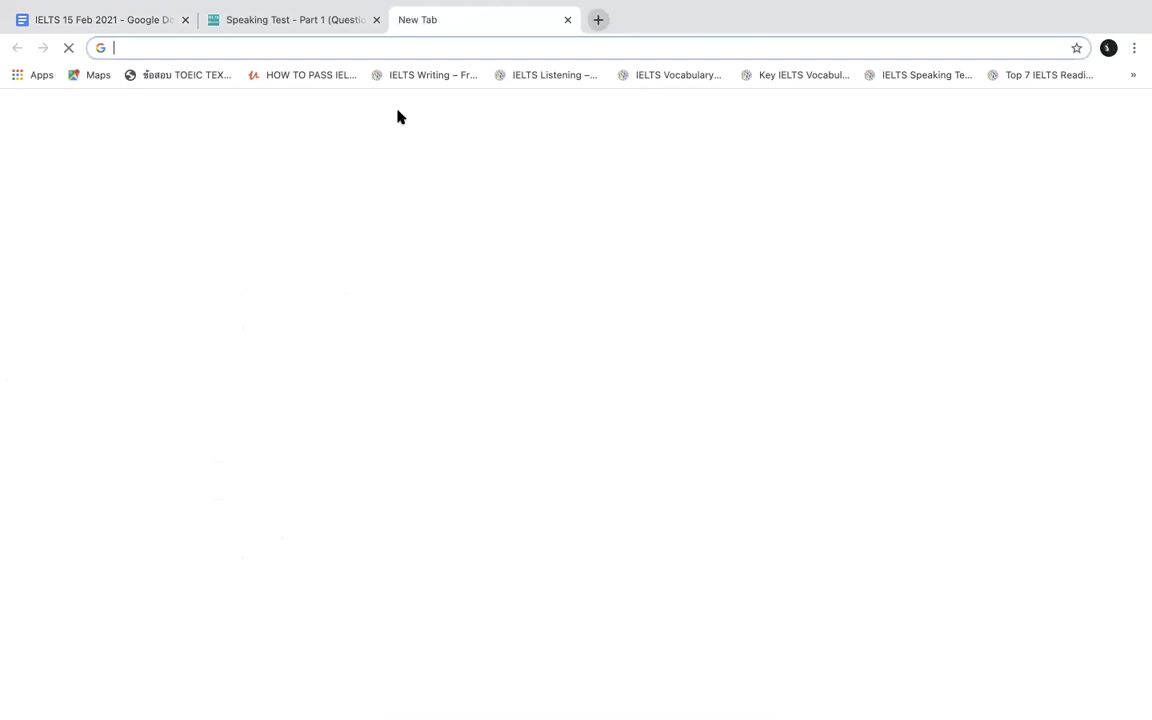 IELTS 15 Feb 2021 - Google Do
Speaking Test - Part 1 (Questic
New Tab
Apps
Maps
ข้อสอบ TOEIC TEX...
HOW TO PASS IEL...
IELTS Writing – Fr...
IELTS Listening –...
IELTS Vocabulary...
Key IELTS Vocabul...
IELTS Speaking Te...
Top 7 IELTS Readi...